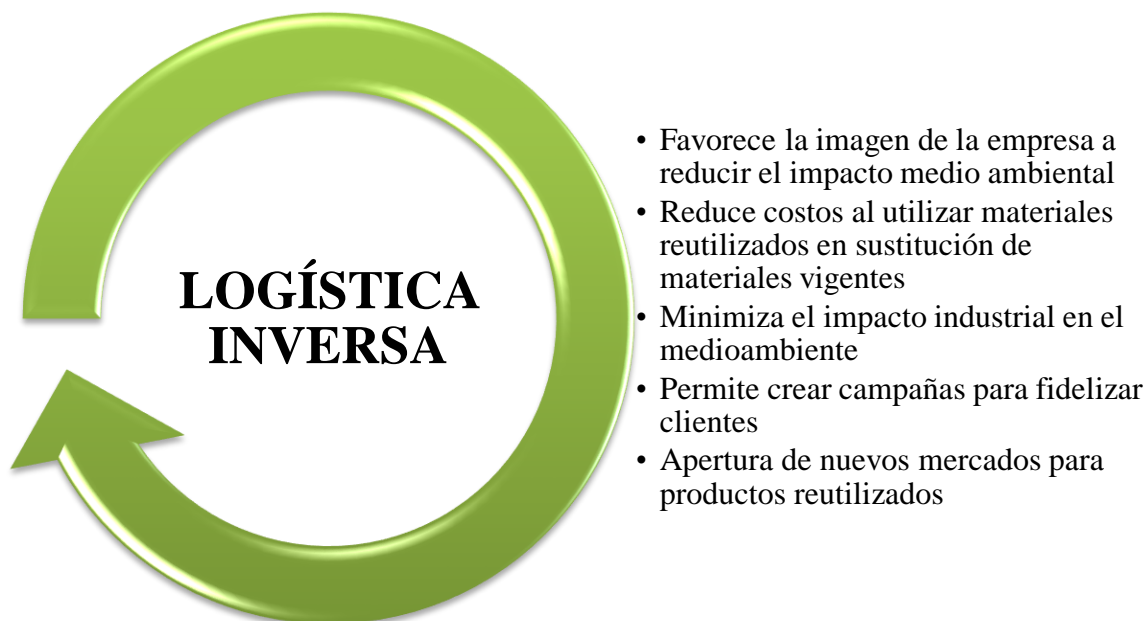 LOGÍSTICA
INVERSA
• Favorece la imagen de la empresa a
reducir el impacto medio ambiental
• Reduce costos al utilizar materiales
reutilizados en sustitución de
materiales vigentes
• Minimiza el impacto industrial en el
medioambiente
• Permite crear campañas para fidelizar
clientes
• Apertura de nuevos mercados para
productos reutilizados